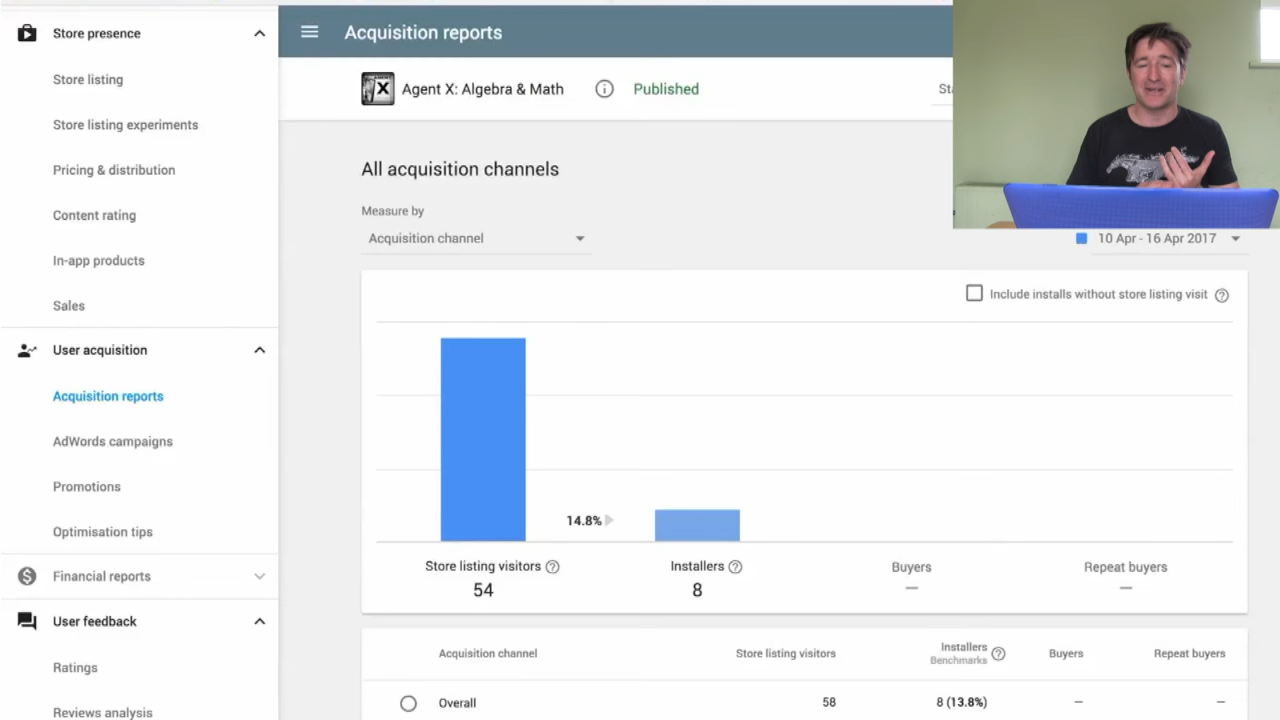 Store presence
Store listing
Store listing experiments
Pricing & distribution
Content rating
In-app products
Sales
User acquisition
Acquisition reports
AdWords campaigns
Promotions
Optimisation tips
Financial reports
User feedback
Ratings
Reviews analysis
Acquisition reports
X
Agent X: Algebra & Math
Published
All acquisition channels
Measure by
Acquisition channel
10 Apr - 16 Apr 2017
Include installs without store listing visit
14.8%
Store listing visitors
54
Installers
8
Buyers
—
Repeat buyers
—
Acquisition channel
Store listing visitors
Installers
Benchmarks
Buyers
Repeat buyers
Overall
58
8 (13.8%)
—
—